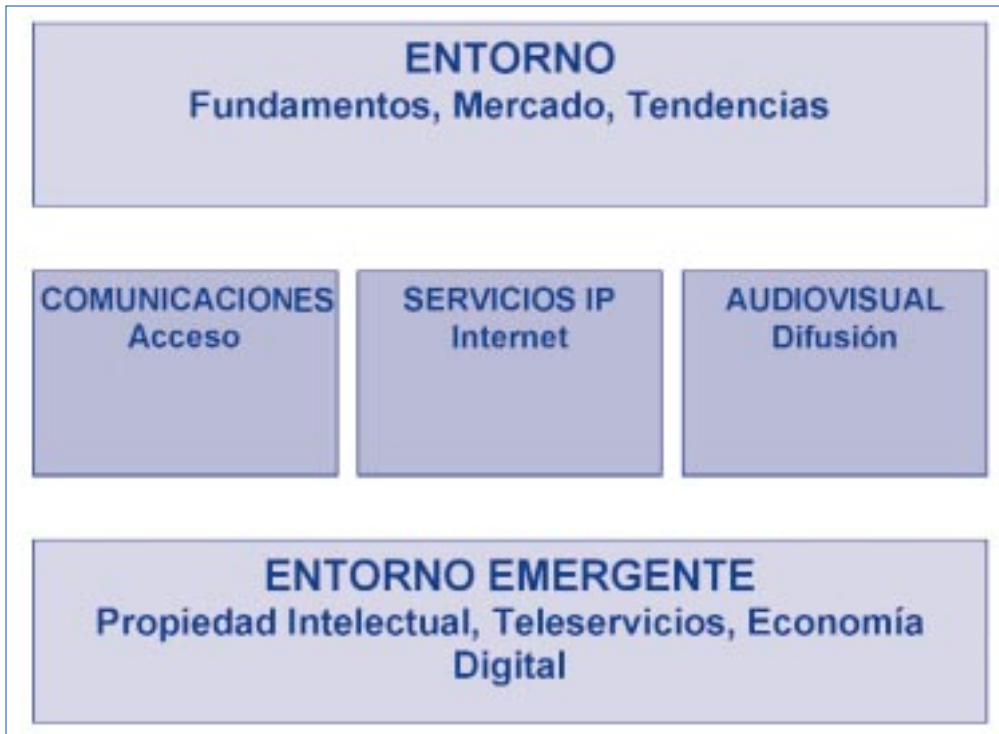 ENTORNO
Fundamentos, Mercado, Tendencias
COMUNICACIONES
Acceso
SERVICIOS IP
Internet
AUDIOVISUAL
Difusión
ENTORNO EMERGENTE
Propiedad Intelectual, Teleservicios, Economía
Digital